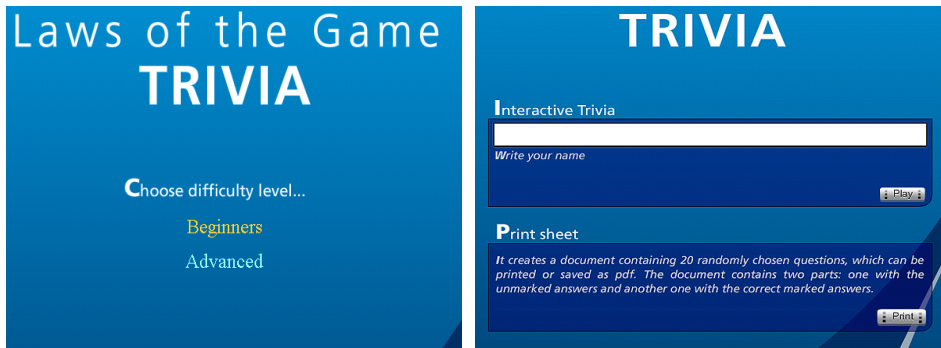 Laws of the Game
TRIVIA
Choose difficulty level...
Beginners
Advanced
TRIVIA
Interactive Trivia
Write your name
Play
Print sheet
It creates a document containing 20 randomly chosen questions, which can be
printed or saved as pdf. The document contains two parts: one with the
unmarked answers and another one with the correct marked answers.
Print